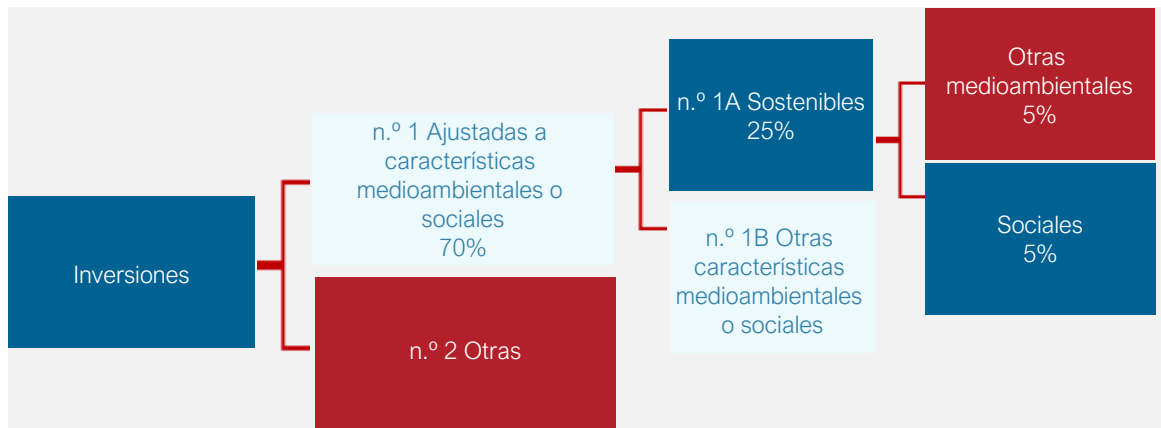 Inversiones
n.º 1 Ajustadas a
características
medioambientales o
sociales
70%
n.º 2 Otras
n.º 1A Sostenibles
25%
n.º 1B Otras
características
medioambientales
o sociales
Otras
medioambientales
5%
Sociales
5%